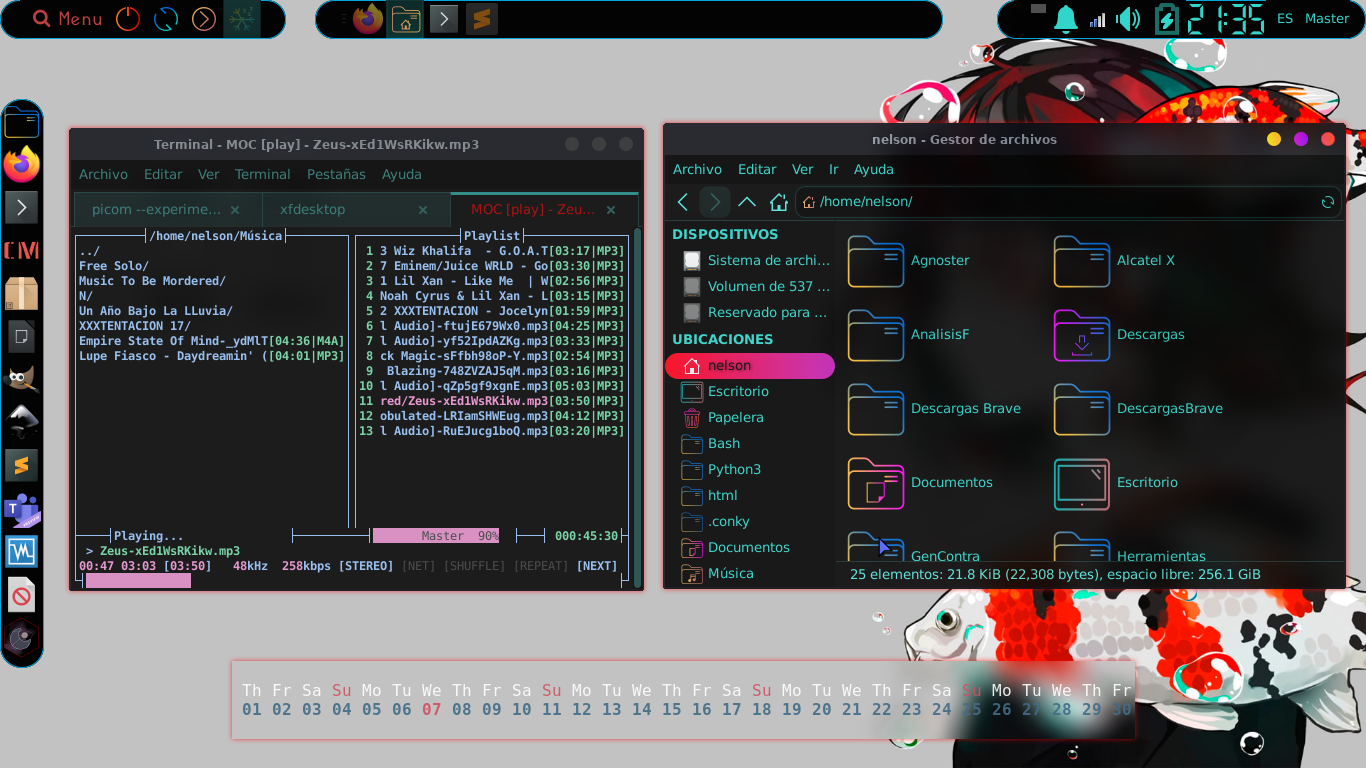 Menu
21:35 ES Master
Terminal - MOC [play] - Zeus-xEd1WsRKikw.mp3
Archivo Editar Ver Terminal Pestañas Ayuda
picom --experime... xfdesktop MOC [play] - Zeu...
/home/nelson/Música
../
Free Solo/
Music To Be Mordered/
N/
Un Año Bajo La LLuvia/
XXXTENTACION 17/
Empire State Of Mind-_ydMlT[04:36|M4A]
Lupe Fiasco - Daydreamin' ([04:01|MP3]
Playlist
1 3 Wiz Khalifa - G.O.A.T[03:17|MP3]
2 7 Eminem/Juice WRLD - Go[03:30|MP3]
3 1 Lil Xan - Like Me | W[02:56|MP3]
4 Noah Cyrus & Lil Xan - L[03:15|MP3]
5 2 XXXTENTACION - Jocelyn[01:59|MP3]
6 l Audio]-ftujE679Wx0.mp3[04:25|MP3]
7 l Audio]-yf52IpdAZKg.mp3[03:33|MP3]
8 ck Magic-sFfbh98oP-Y.mp3[02:54|MP3]
9 Blazing-748ZVZAJ5qM.mp3[03:16|MP3]
10 l Audio]-qZp5gf9xgnE.mp3[05:03|MP3]
11 red/Zeus-xEd1WsRKikw.mp3[03:50|MP3]
12 obulated-LRIamSHWEug.mp3[04:12|MP3]
13 l Audio]-RuEJucg1boQ.mp3[03:20|MP3]
Playing... Master 90% 000:45:30
> Zeus-xEd1WsRKikw.mp3
00:47 03:03 [03:50] 48kHz 258kbps [STEREO] [NET] [SHUFFLE] [REPEAT] [NEXT]
nelson - Gestor de archivos
Archivo Editar Ver Ir Ayuda
/home/nelson/
DISPOSITIVOS
Sistema de archi...
Volumen de 537 ...
Reservado para ...
UBICACIONES
nelson
Escritorio
Papelera
Bash
Python3
html
.conky
Documentos
Música
Agnoster Alcatel X
AnalisisF Descargas
Descargas Brave DescargasBrave
Documentos Escritorio
GenContra Herramientas
25 elementos: 21.8 KiB (22,308 bytes), espacio libre: 256.1 GiB
Th Fr Sa Su Mo Tu We Th Fr Sa Su Mo Tu We Th Fr Sa Su Mo Tu We Th Fr Sa Su Mo Tu We Th Fr
01 02 03 04 05 06 07 08 09 10 11 12 13 14 15 16 17 18 19 20 21 22 23 24 25 26 27 28 29 30